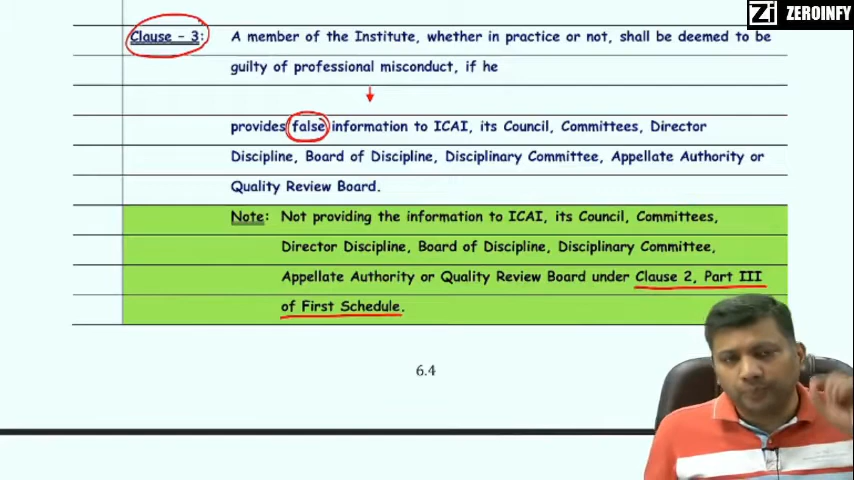 Zi ZEROINFY
Clause – 3: A member of the Institute, whether in practice or not, shall be deemed to be
guilty of professional misconduct, if he
provides false information to ICAI, its Council, Committees, Director
Discipline, Board of Discipline, Disciplinary Committee, Appellate Authority or
Quality Review Board.
Note: Not providing the information to ICAI, its Council, Committees,
Director Discipline, Board of Discipline, Disciplinary Committee,
Appellate Authority or Quality Review Board under Clause 2, Part III
of First Schedule.
6.4